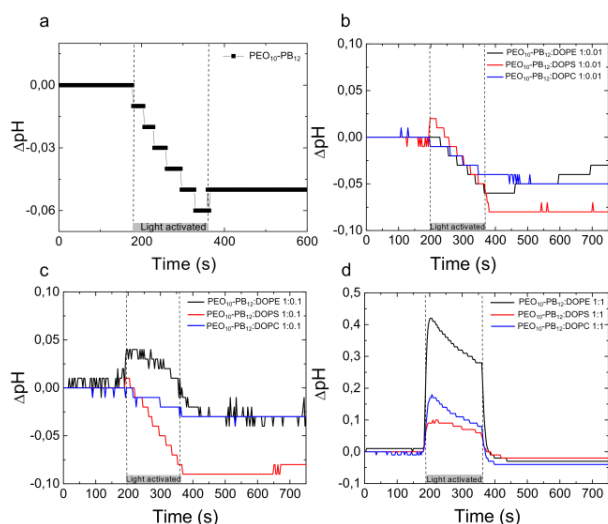 a
PEO₁₀-PB₁₂
0,00
-0,03
-0,06
ΔpH
Light activated
0
200
400
600
Time (s)
b
PEO₁₀-PB₁₂:DOPE 1:0.01
PEO₁₀-PB₁₂:DOPS 1:0.01
PEO₁₀-PB₁₂:DOPC 1:0.01
0,10
0,05
0,00
-0,05
-0,10
ΔpH
Light activated
0 100 200 300 400 500 600 700
Time (s)
c
PEO₁₀-PB₁₂:DOPE 1:0.1
PEO₁₀-PB₁₂:DOPS 1:0.1
PEO₁₀-PB₁₂:DOPC 1:0.1
0,10
0,05
0,00
-0,05
-0,10
ΔpH
Light activated
0 100 200 300 400 500 600 700
Time (s)
d
PEO₁₀-PB₁₂:DOPE 1:1
PEO₁₀-PB₁₂:DOPS 1:1
PEO₁₀-PB₁₂:DOPC 1:1
0,5
0,4
0,3
0,2
0,1
0,0
-0,1
ΔpH
Light activated
0 100 200 300 400 500 600 700
Time (s)